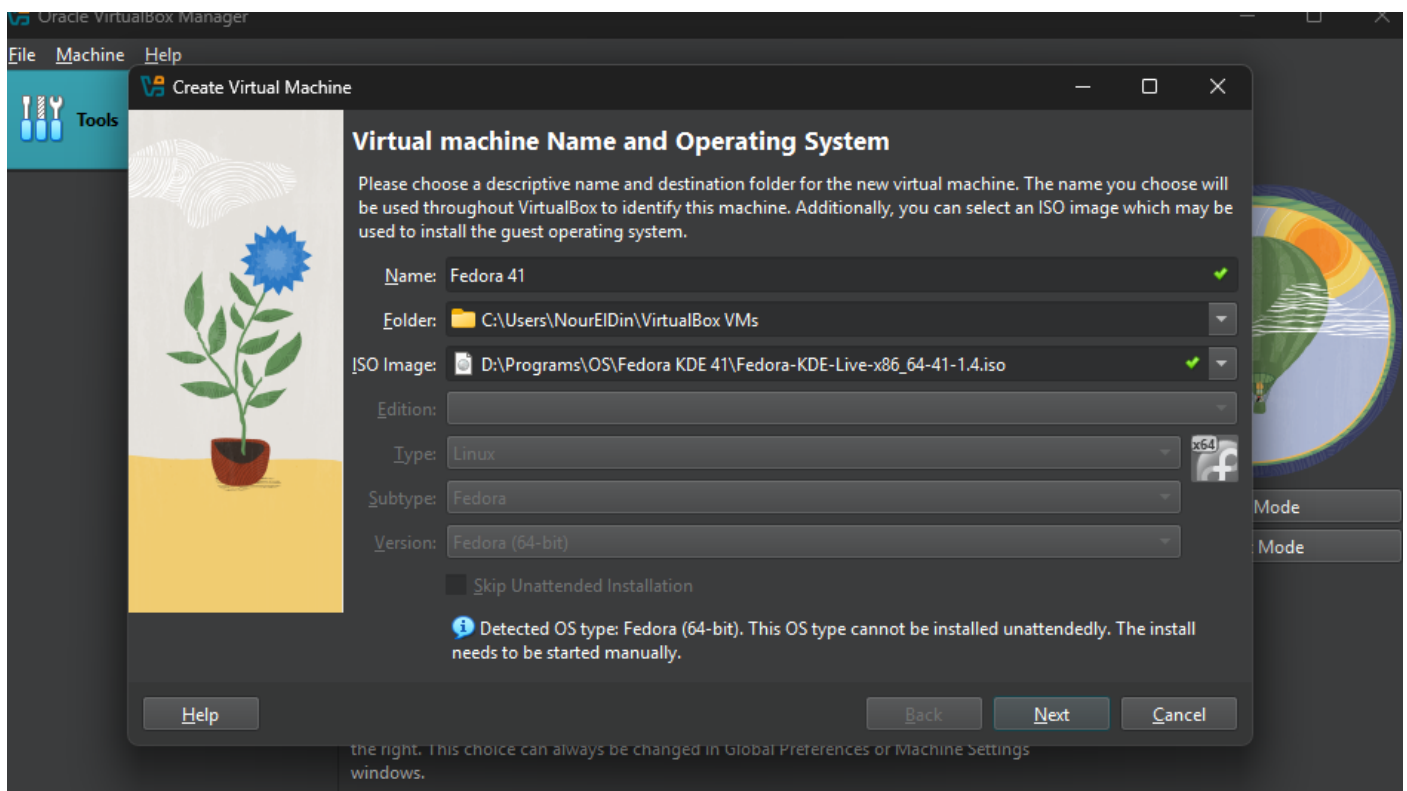 Oracle VirtualBox Manager
File Machine Help
Create Virtual Machine
Tools
Virtual machine Name and Operating System
Please choose a descriptive name and destination folder for the new virtual machine. The name you choose will
be used throughout VirtualBox to identify this machine. Additionally, you can select an ISO image which may be
used to install the guest operating system.
Name: Fedora 41
Folder: C:\Users\NourElDin\VirtualBox VMs
ISO Image: D:\Programs\OS\Fedora KDE 41\Fedora-KDE-Live-x86_64-41-1.4.iso
Edition:
Type: Linux
x64
Subtype: Fedora
Mode
Version: Fedora (64-bit)
Mode
Skip Unattended Installation
Detected OS type: Fedora (64-bit). This OS type cannot be installed unattendedly. The install
needs to be started manually.
Help Back Next Cancel
the right. This choice can always be changed in Global Preferences or Machine Settings
windows.